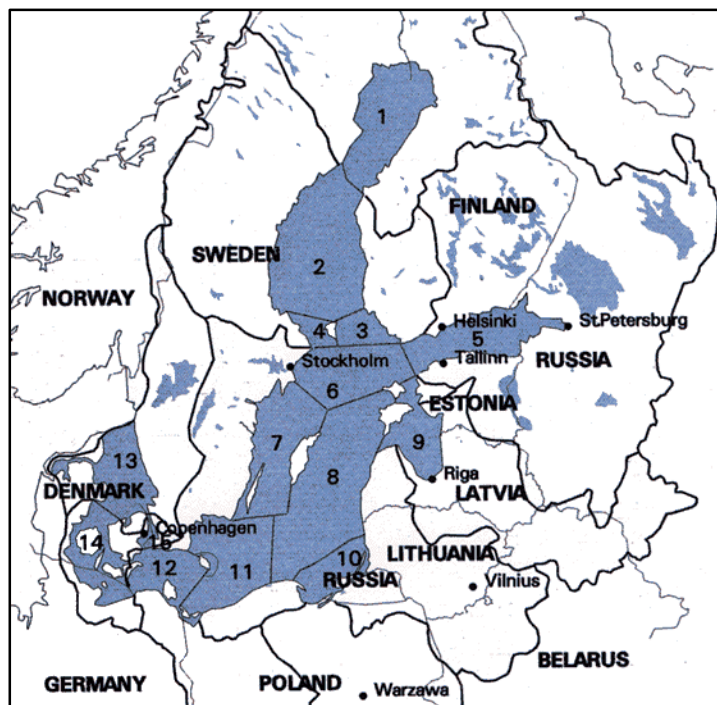 1
FINLAND
SWEDEN
2
NORWAY
4
3
Helsinki
5
St.Petersburg
Stockholm
Tallinn
RUSSIA
6
ESTONIA
7
9
13
8
Riga
DENMARK
LATVIA
Copenhagen
14
15
LITHUANIA
10
12
11
RUSSIA
Vilnius
BELARUS
GERMANY
POLAND
Warzawa